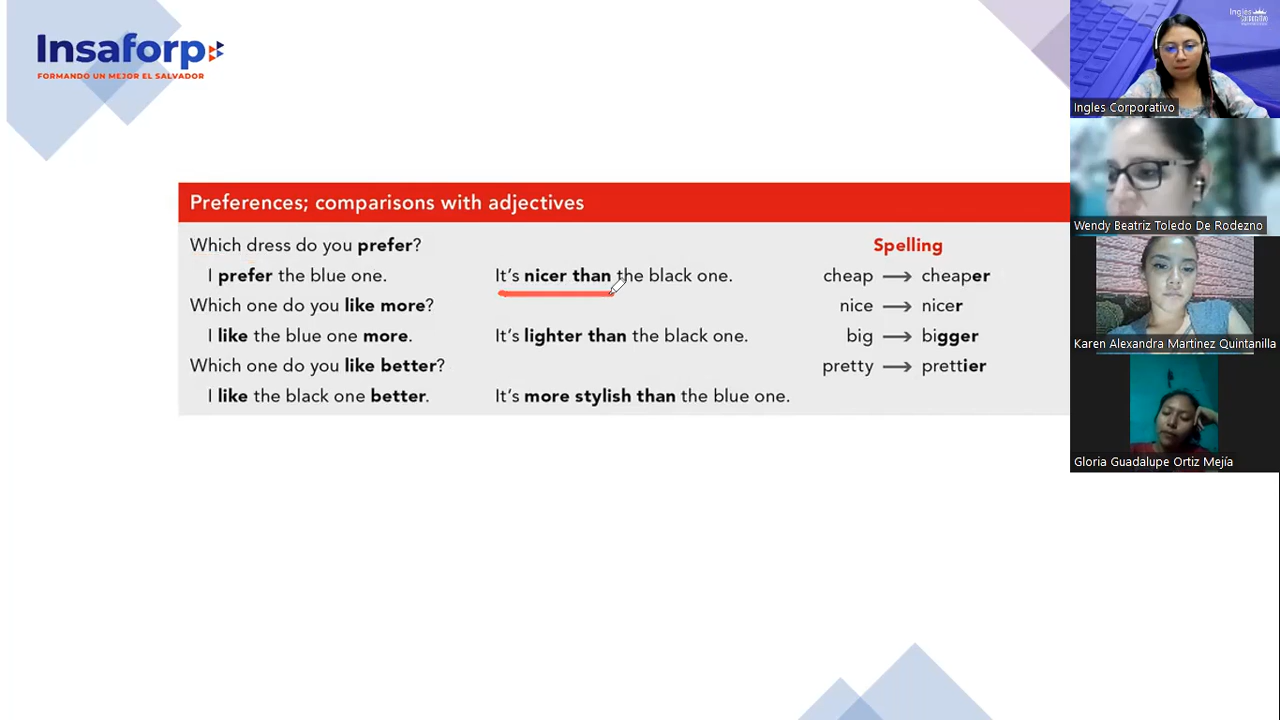 Insaforp
FORMANDO UN MEJOR EL SALVADOR
Preferences; comparisons with adjectives
Which dress do you prefer?
I prefer the blue one.
Which one do you like more?
I like the blue one more.
Which one do you like better?
I like the black one better.
It's nicer than the black one.
It's lighter than the black one.
It's more stylish than the blue one.
Spelling
cheap → cheaper
nice → nicer
big → bigger
pretty → prettier
Ingles
Ingles Corporativo
Wendy Beatriz Toledo De Rodezno
Karen Alexandra Martinez Quintanilla
Gloria Guadalupe Ortiz Mejía